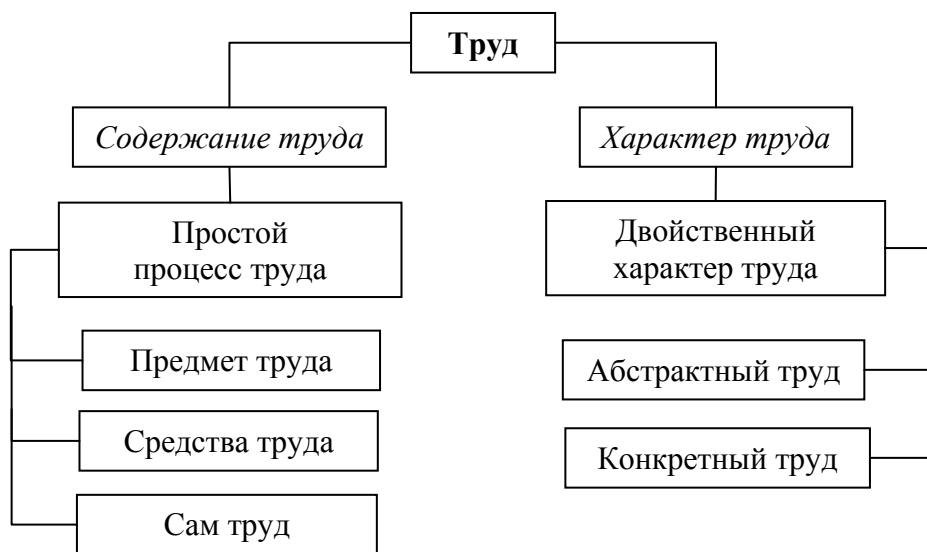 Труд
Содержание труда
Характер труда
Простой
процесс труда
Двойственный
характер труда
Предмет труда
Абстрактный труд
Средства труда
Конкретный труд
Сам труд